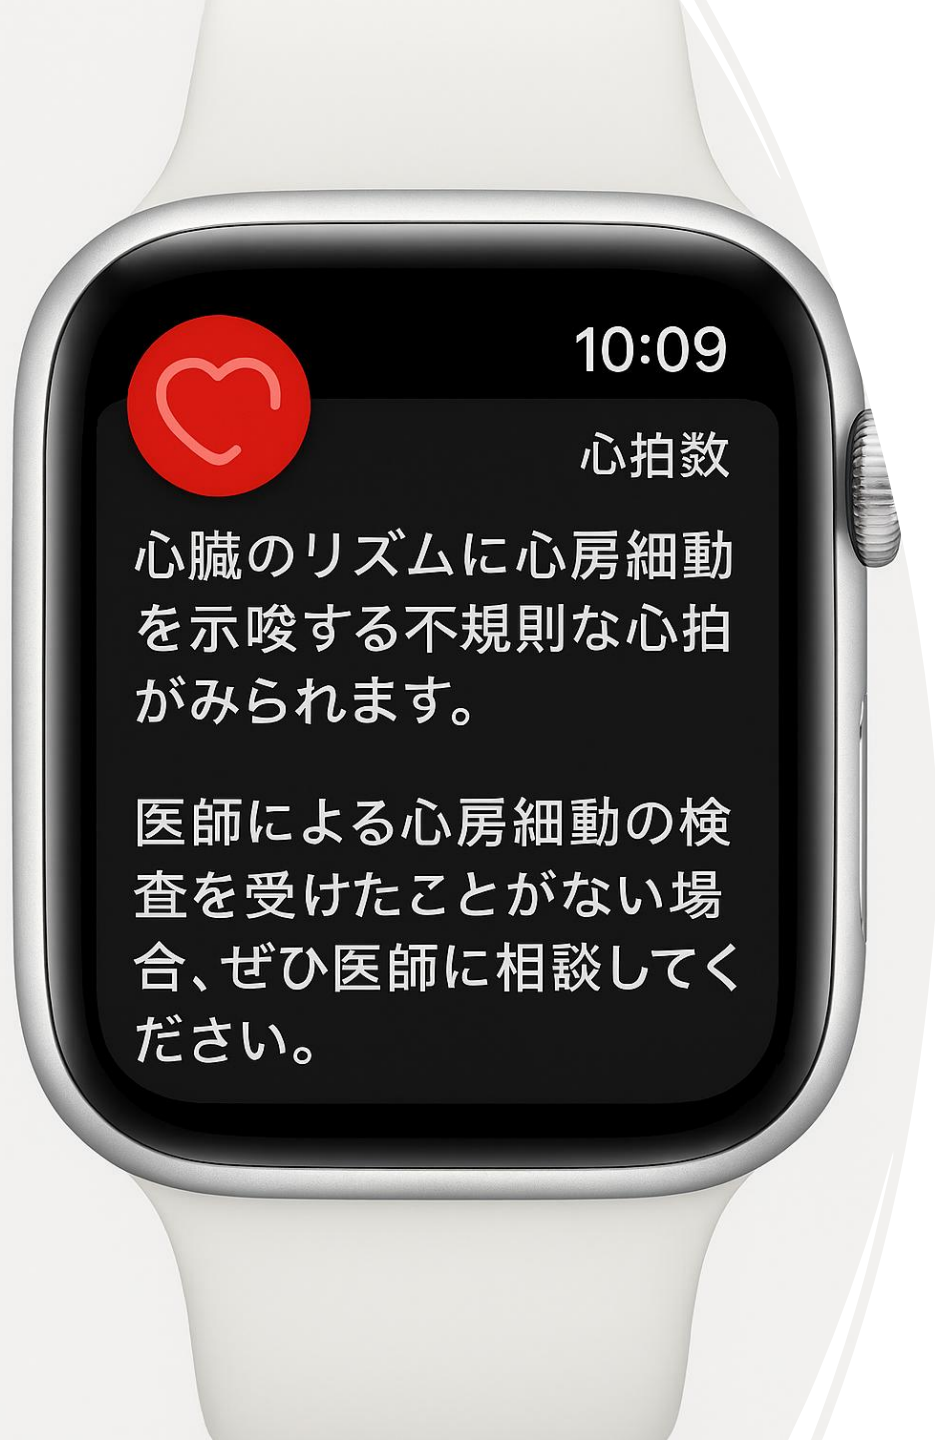 10:09
心拍数
心臓のリズムに心房細動
を示唆する不規則な心拍
がみられます。
医師による心房細動の検
査を受けたことがない場
合、ぜひ医師に相談してく
ださい。